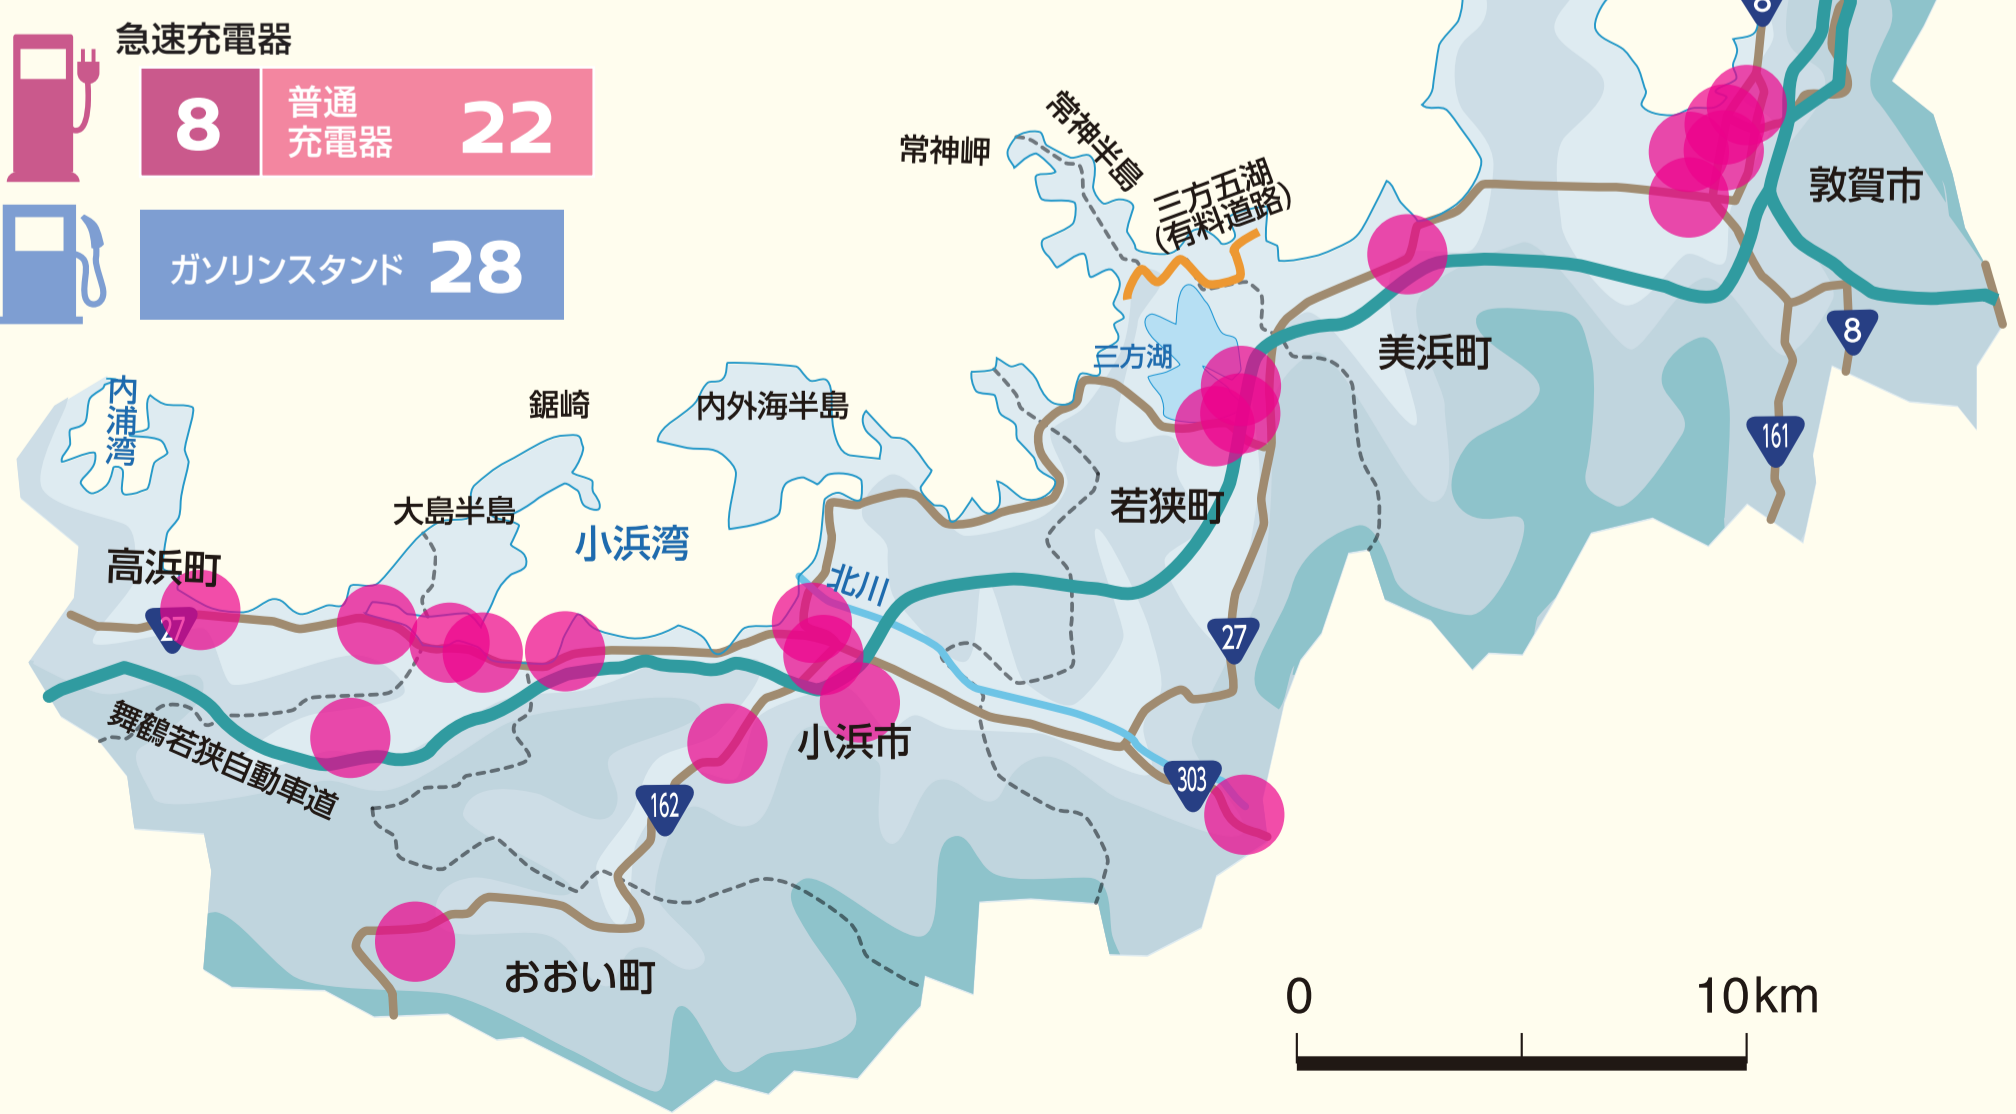 急速充電器
8
普通
充電器
22
ガソリンスタンド 28
8
常神岬
常神半島
三方五湖
(有料道路)
敦賀市
8
三方湖
美浜町
161
内浦湾
鋸崎
内外海半島
大島半島
小浜湾
若狭町
高浜町
北川
27
27
舞鶴若狭自動車道
小浜市
162
303
おおい町
0
10km